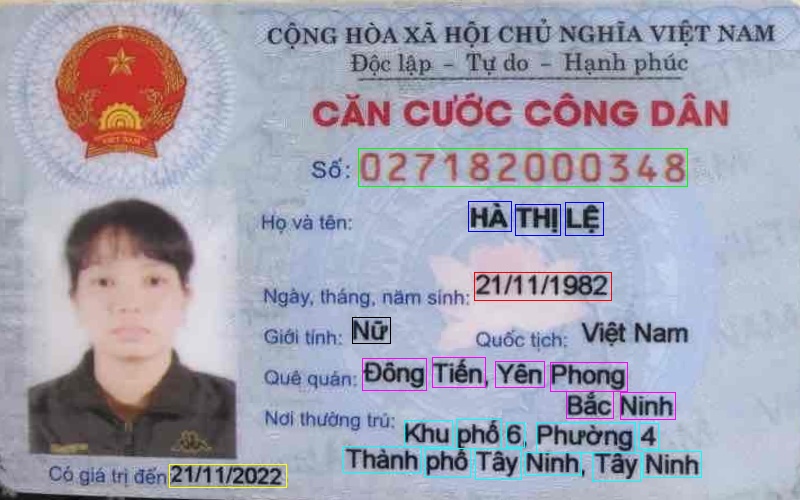 CỘNG HÒA XÃ HỘI CHỦ NGHĨA VIỆT NAM
Độc lập - Tự do - Hạnh phúc
CĂN CƯỚC CÔNG DÂN
Số: 027182000348
Họ và tên: HÀ THỊ LỆ
Ngày, tháng, năm sinh: 21/11/1982
Giới tính: Nữ Quốc tịch: Việt Nam
Quê quán: Đông Tiến, Yên Phong
Bắc Ninh
Nơi thường trú: Khu phố 6, Phường 4
Thành phố Tây Ninh, Tây Ninh
Có giá trị đến 21/11/2022